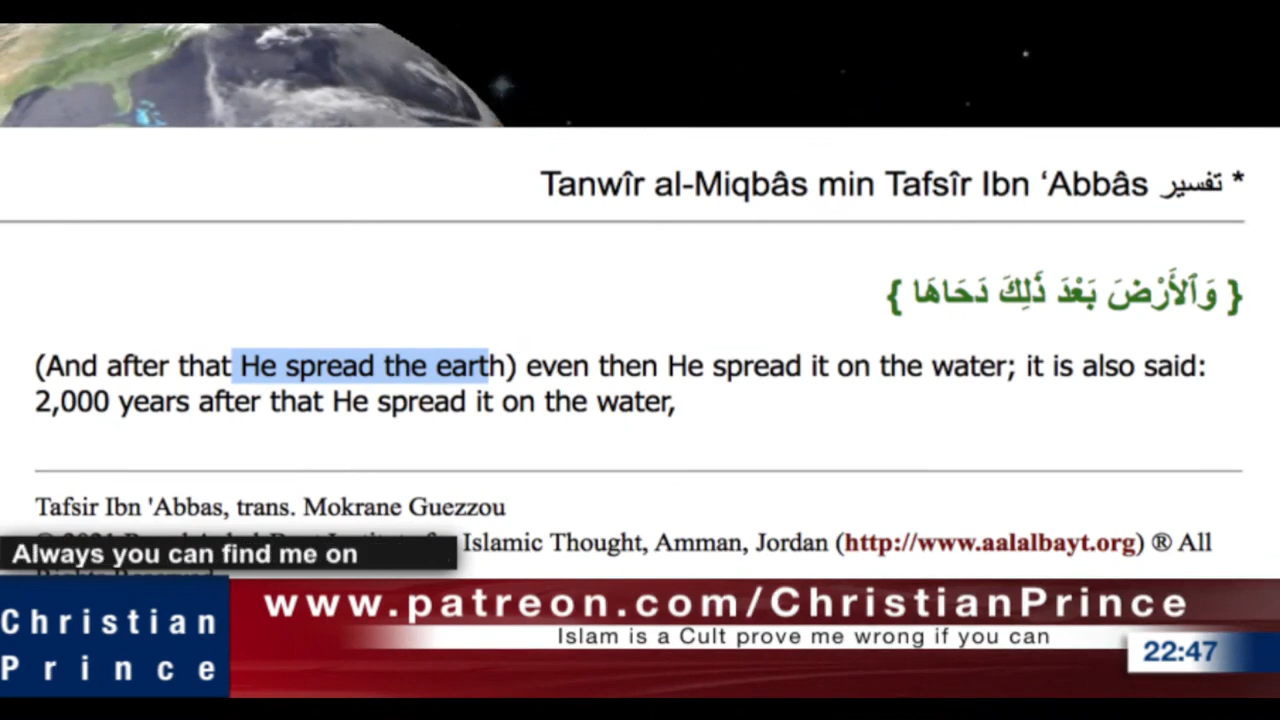 Tanwîr al-Miqbâs min Tafsîr Ibn ‘Abbâs تفسير *
{ وَٱلأَرْضَ بَعْدَ ذَلِكَ دَحَاهَا }
(And after that He spread the earth) even then He spread it on the water; it is also said:
2,000 years after that He spread it on the water,
Tafsir Ibn 'Abbas, trans. Mokrane Guezzou
Islamic Thought, Amman, Jordan (http://www.aalalbayt.org) ® All
Always you can find me on
Christian
Prince
www.patreon.com/ChristianPrince
Islam is a Cult prove me wrong if you can
22:47